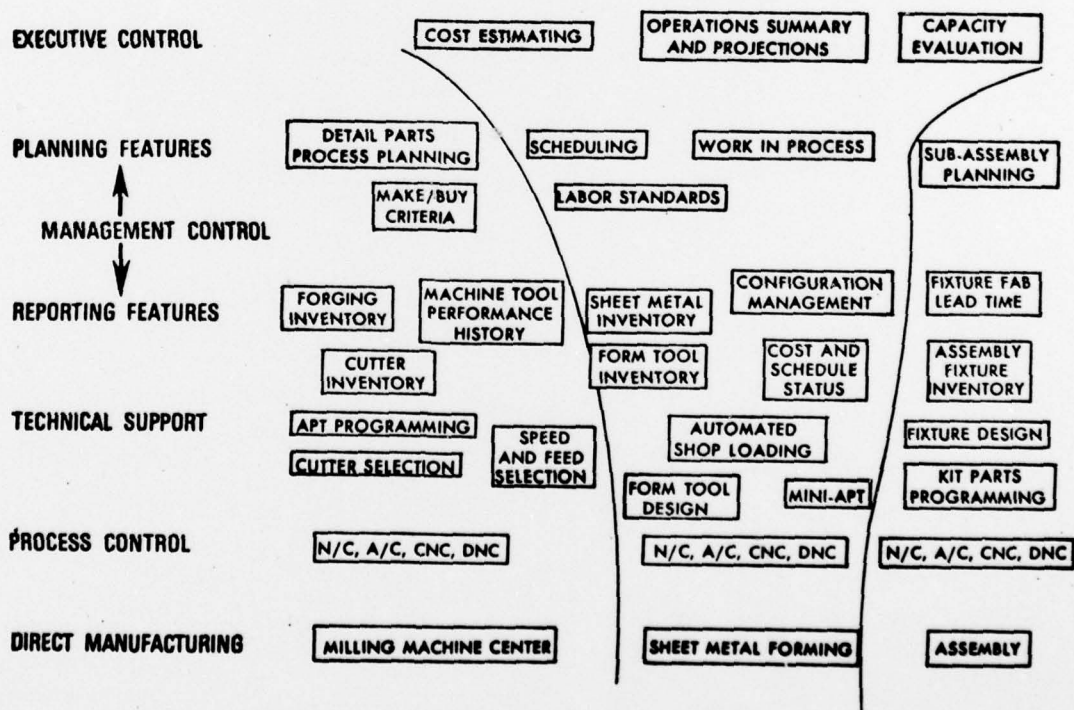 EXECUTIVE CONTROL
COST ESTIMATING
OPERATIONS SUMMARY
AND PROJECTIONS
CAPACITY
EVALUATION
PLANNING FEATURES
DETAIL PARTS
PROCESS PLANNING
SCHEDULING
WORK IN PROCESS
SUB-ASSEMBLY
PLANNING
MAKE/BUY
CRITERIA
LABOR STANDARDS
MANAGEMENT CONTROL
REPORTING FEATURES
FORGING
INVENTORY
MACHINE TOOL
PERFORMANCE
HISTORY
SHEET METAL
INVENTORY
CONFIGURATION
MANAGEMENT
FIXTURE FAB
LEAD TIME
CUTTER
INVENTORY
FORM TOOL
INVENTORY
COST AND
SCHEDULE
STATUS
ASSEMBLY
FIXTURE
INVENTORY
TECHNICAL SUPPORT
APT PROGRAMMING
SPEED
AND FEED
SELECTION
AUTOMATED
SHOP LOADING
FIXTURE DESIGN
CUTTER SELECTION
FORM TOOL
DESIGN
MINI-APT
KIT PARTS
PROGRAMMING
PROCESS CONTROL
N/C, A/C, CNC, DNC
N/C, A/C, CNC, DNC
N/C, A/C, CNC, DNC
DIRECT MANUFACTURING
MILLING MACHINE CENTER
SHEET METAL FORMING
ASSEMBLY